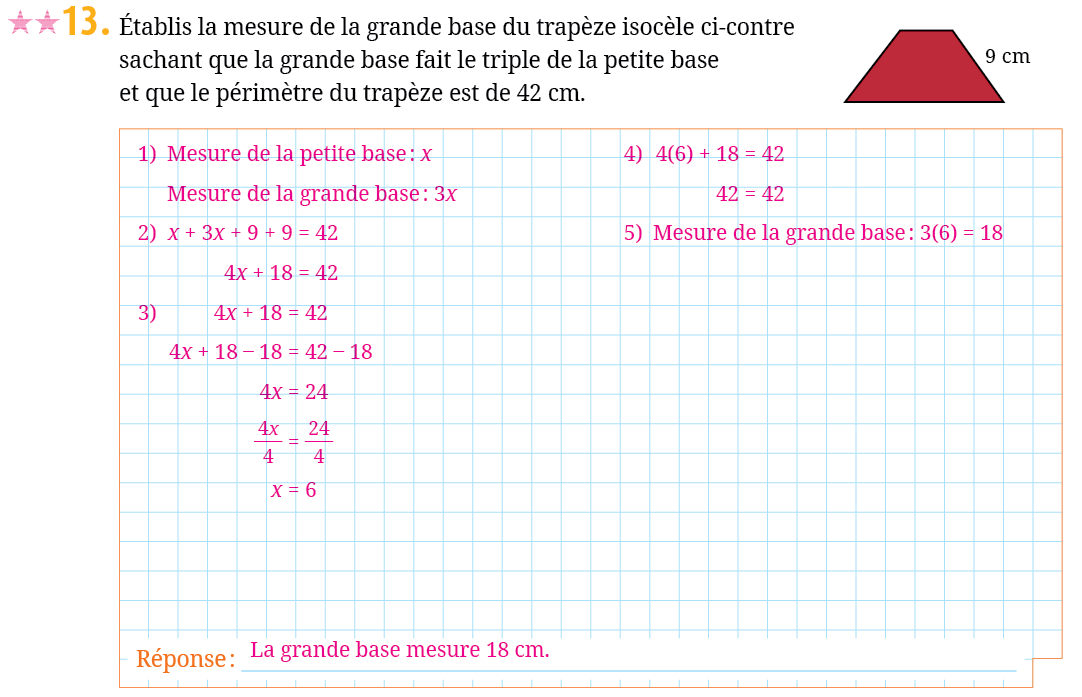 13. Établis la mesure de la grande base du trapèze isocèle ci-contre
sachant que la grande base fait le triple de la petite base
et que le périmètre du trapèze est de 42 cm.
9 cm
1) Mesure de la petite base : x
Mesure de la grande base : 3x
2) x + 3x + 9 + 9 = 42
4x + 18 = 42
3) 4x + 18 = 42
4x + 18 – 18 = 42 – 18
4x = 24
4x/4 = 24/4
x = 6
4) 4(6) + 18 = 42
42 = 42
5) Mesure de la grande base : 3(6) = 18
Réponse : La grande base mesure 18 cm.